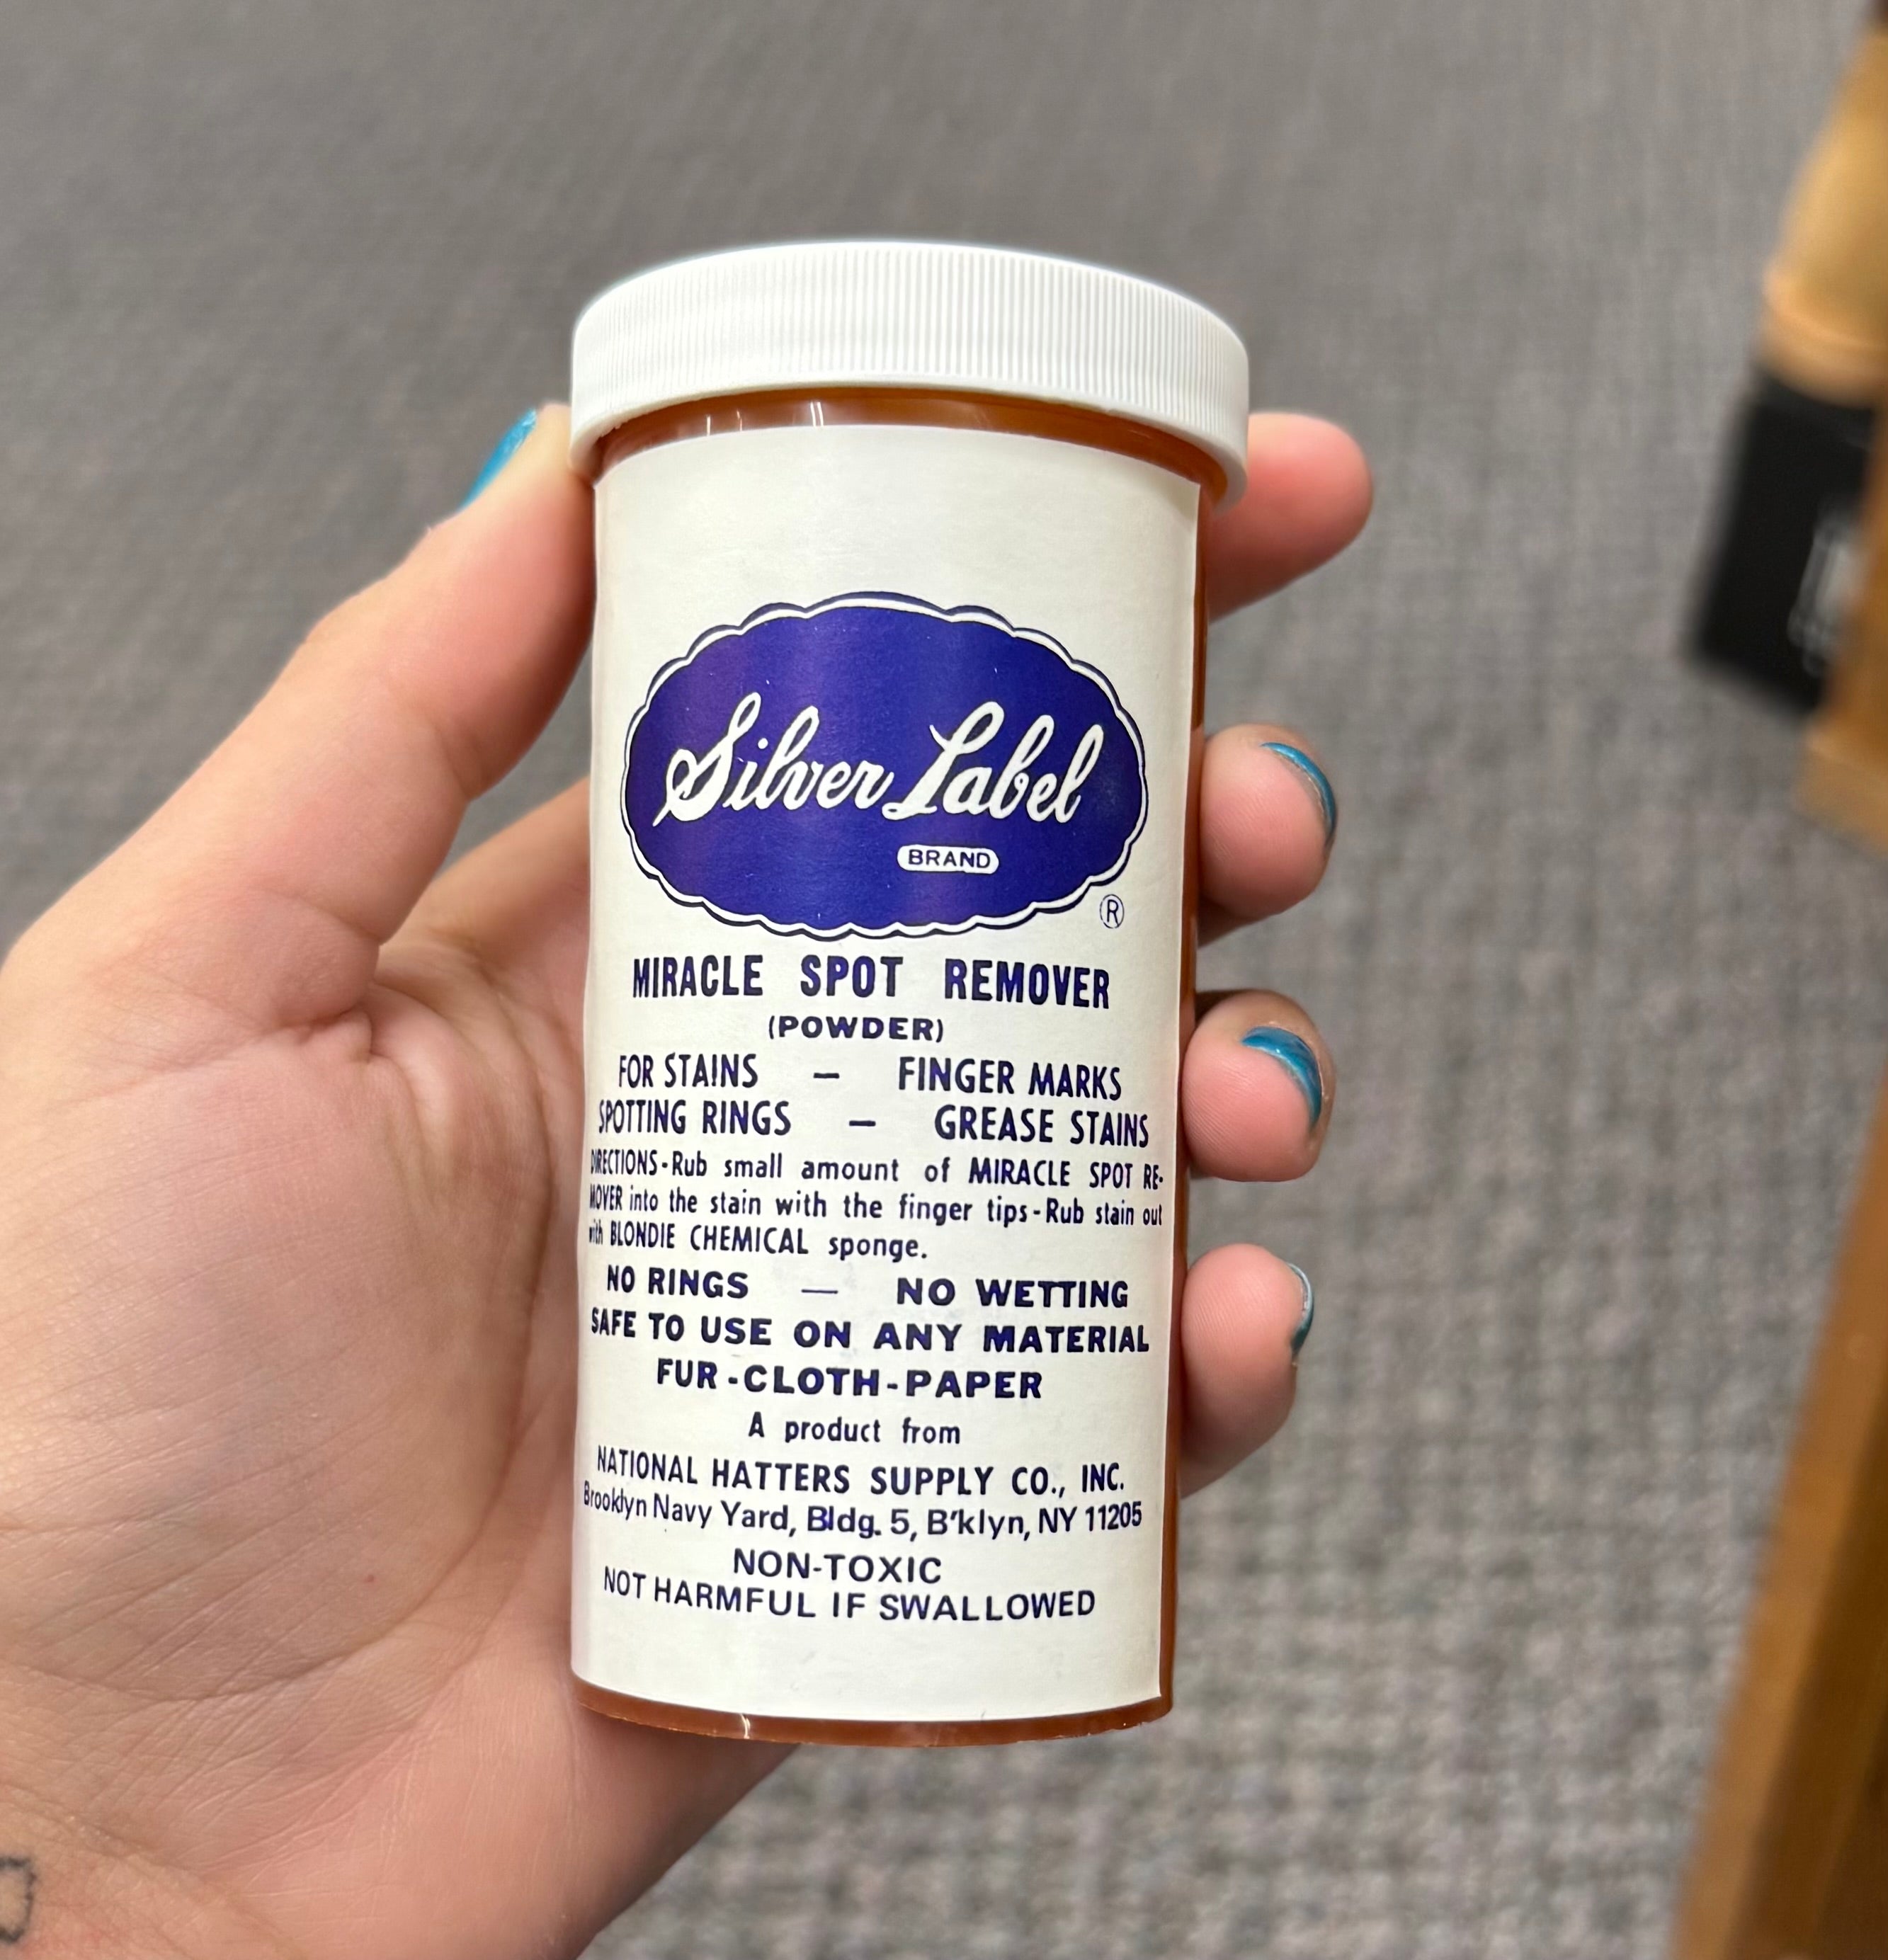 Silver Label
BRAND
®
MIRACLE SPOT REMOVER
(POWDER)
FOR STAINS — FINGER MARKS
SPOTTING RINGS — GREASE STAINS
DIRECTIONS-Rub small amount of MIRACLE SPOT RE-
MOVER into the stain with the finger tips-Rub stain out
with BLONDIE CHEMICAL sponge.
NO RINGS — NO WETTING
SAFE TO USE ON ANY MATERIAL
FUR-CLOTH-PAPER
A product from
NATIONAL HATTERS SUPPLY CO., INC.
Brooklyn Navy Yard, Bldg. 5, B'klyn, NY 11205
NON-TOXIC
NOT HARMFUL IF SWALLOWED